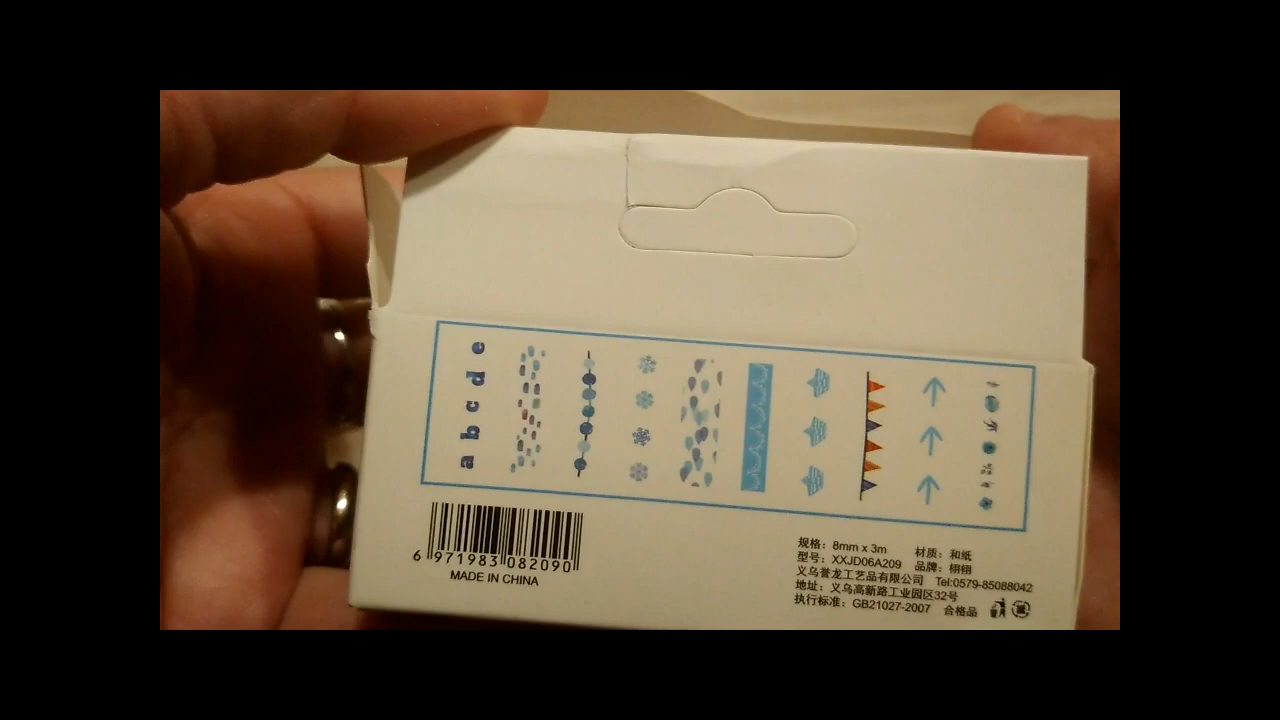 a b c d e
6 971983 082090
MADE IN CHINA
规格：8mm x 3m 材质：和纸
型号：XXJD06A209 品牌：栩栩
义乌誉龙工艺品有限公司 Tel:0579-85088042
地址：义乌高新路工业园区32号
执行标准：GB21027-2007 合格品